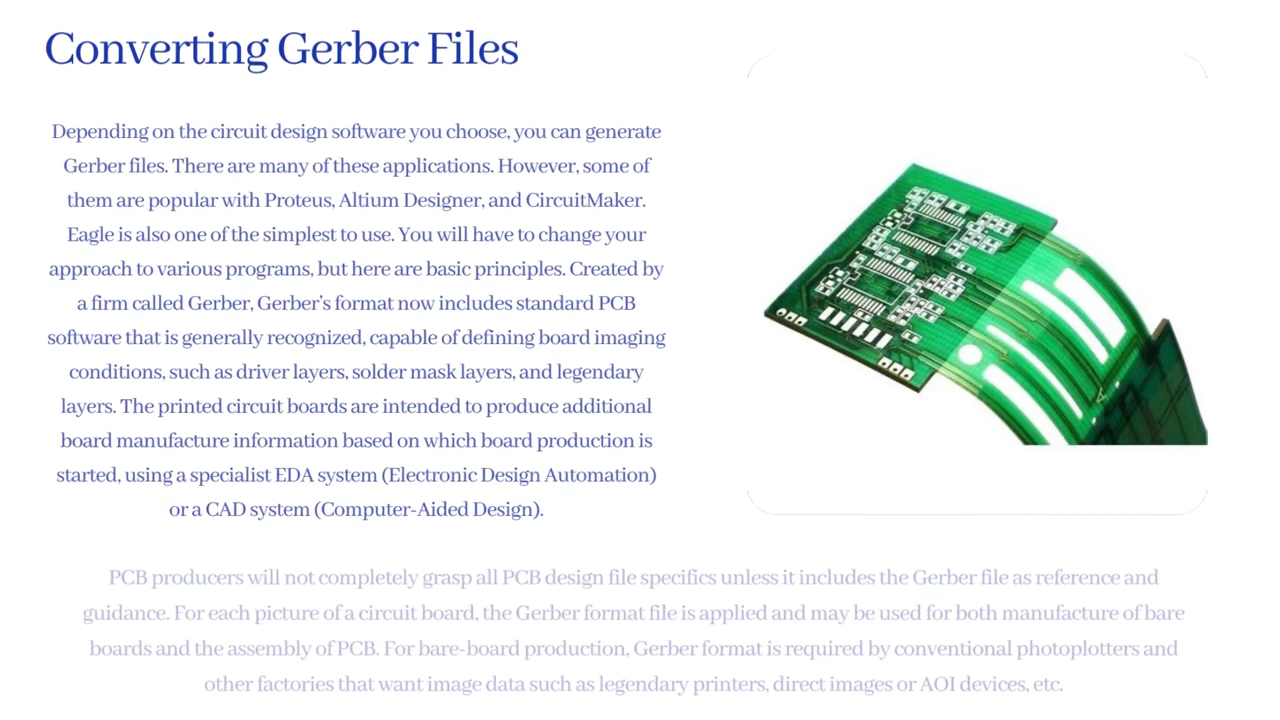 Converting Gerber Files
Depending on the circuit design software you choose, you can generate
Gerber files. There are many of these applications. However, some of
them are popular with Proteus, Altium Designer, and CircuitMaker.
Eagle is also one of the simplest to use. You will have to change your
approach to various programs, but here are basic principles. Created by
a firm called Gerber, Gerber's format now includes standard PCB
software that is generally recognized, capable of defining board imaging
conditions, such as driver layers, solder mask layers, and legendary
layers. The printed circuit boards are intended to produce additional
board manufacture information based on which board production is
started, using a specialist EDA system (Electronic Design Automation)
or a CAD system (Computer-Aided Design).
PCB producers will not completely grasp all PCB design file specifics unless it includes the Gerber file as reference and
guidance. For each picture of a circuit board, the Gerber format file is applied and may be used for both manufacture of bare
boards and the assembly of PCB. For bare-board production, Gerber format is required by conventional photoplotters and
other factories that want image data such as legendary printers, direct images or AOI devices, etc.